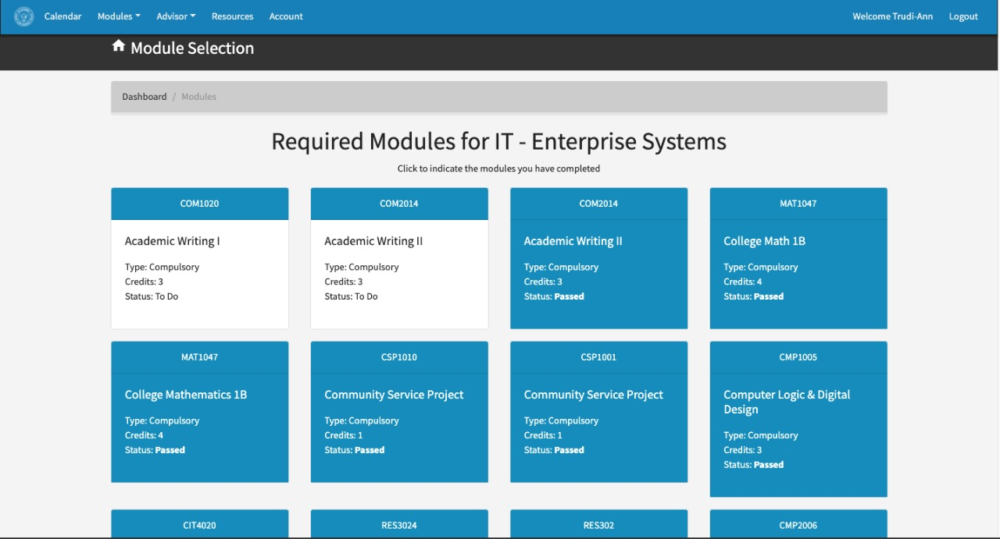 Calendar Modules Advisor Resources Account Welcome Trudi-Ann Logout
Module Selection
Dashboard / Modules
Required Modules for IT - Enterprise Systems
Click to indicate the modules you have completed
COM1020
Academic Writing I
Type: Compulsory
Credits: 3
Status: To Do
COM2014
Academic Writing II
Type: Compulsory
Credits: 3
Status: To Do
COM2014
Academic Writing II
Type: Compulsory
Credits: 3
Status: Passed
MAT1047
College Math 1B
Type: Compulsory
Credits: 4
Status: Passed
MAT1047
College Mathematics 1B
Type: Compulsory
Credits: 4
Status: Passed
CSP1010
Community Service Project
Type: Compulsory
Credits: 1
Status: Passed
CSP1001
Community Service Project
Type: Compulsory
Credits: 1
Status: Passed
CMP1005
Computer Logic & Digital
Design
Type: Compulsory
Credits: 3
Status: Passed
CIT4020
RES3024
RES302
CMP2006